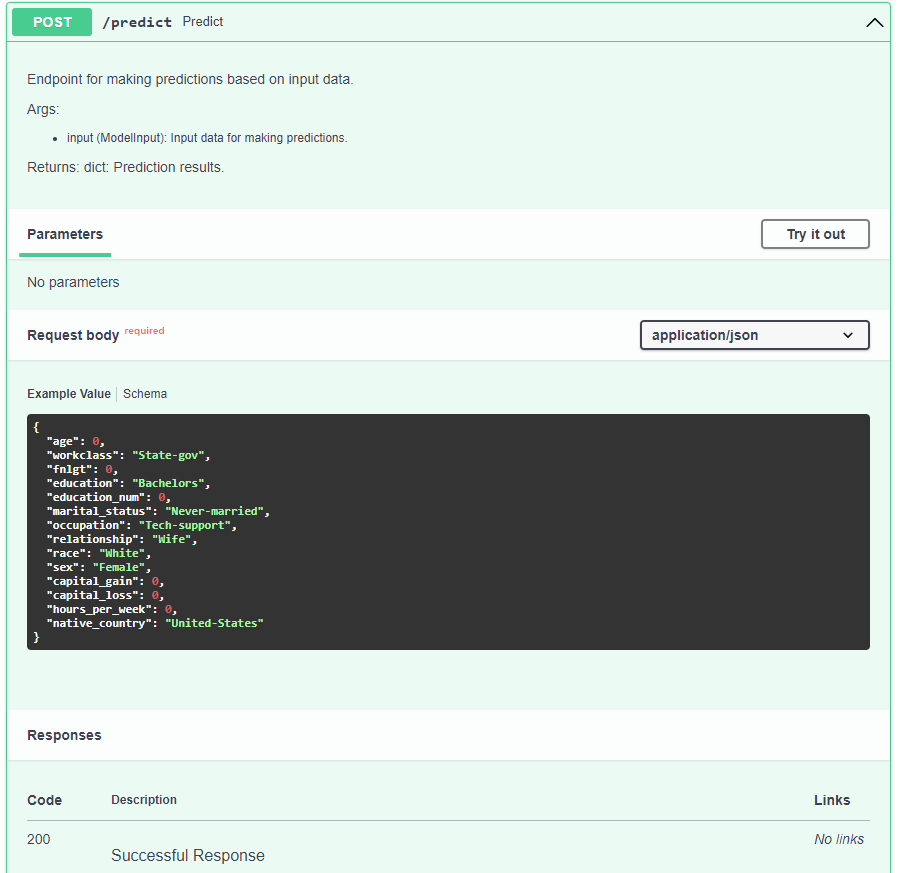 POST /predict Predict
Endpoint for making predictions based on input data.
Args:
• input (ModelInput): Input data for making predictions.
Returns: dict: Prediction results.
Parameters
Try it out
No parameters
Request body required
application/json
Example Value | Schema
{
  "age": 0,
  "workclass": "State-gov",
  "fnlgt": 0,
  "education": "Bachelors",
  "education_num": 0,
  "marital_status": "Never-married",
  "occupation": "Tech-support",
  "relationship": "Wife",
  "race": "White",
  "sex": "Female",
  "capital_gain": 0,
  "capital_loss": 0,
  "hours_per_week": 0,
  "native_country": "United-States"
}
Responses
Code Description Links
200 No links
Successful Response